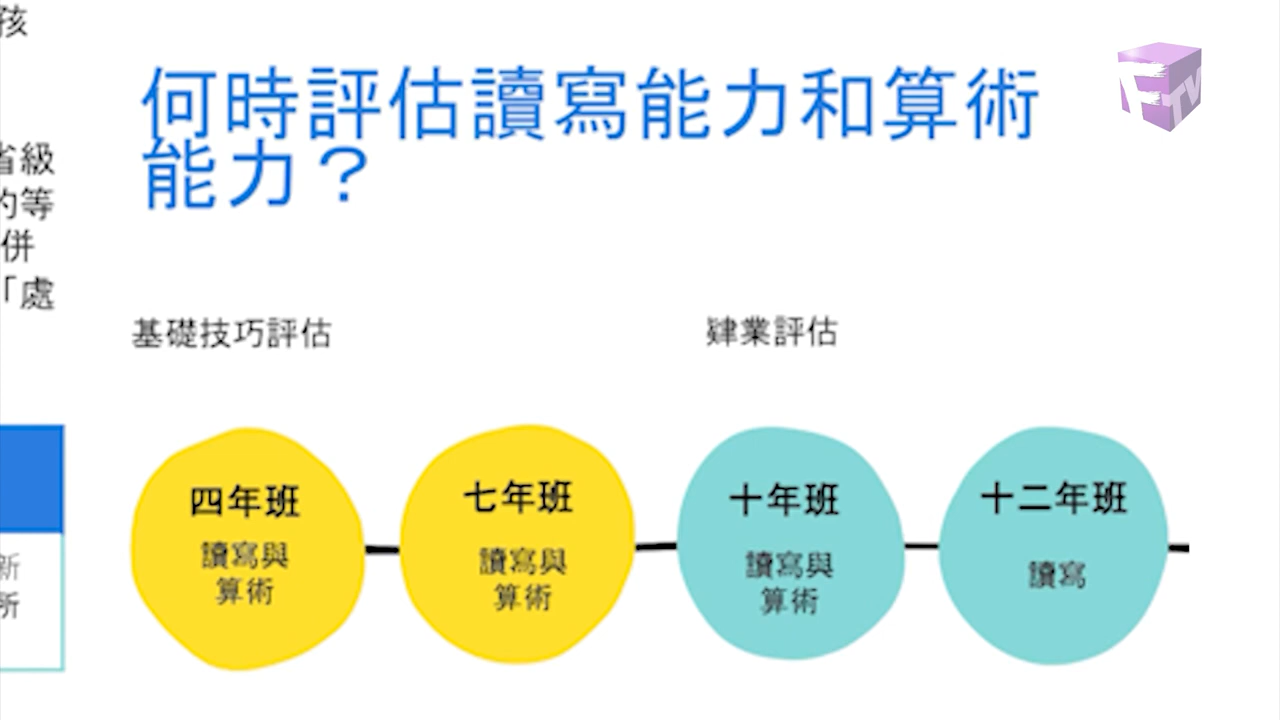 孩
省級
的等
併
「處
新
所
何時評估讀寫能力和算術
能力？
基礎技巧評估
肄業評估
四年班
讀寫與
算術
七年班
讀寫與
算術
十年班
讀寫與
算術
十二年班
讀寫
FTV